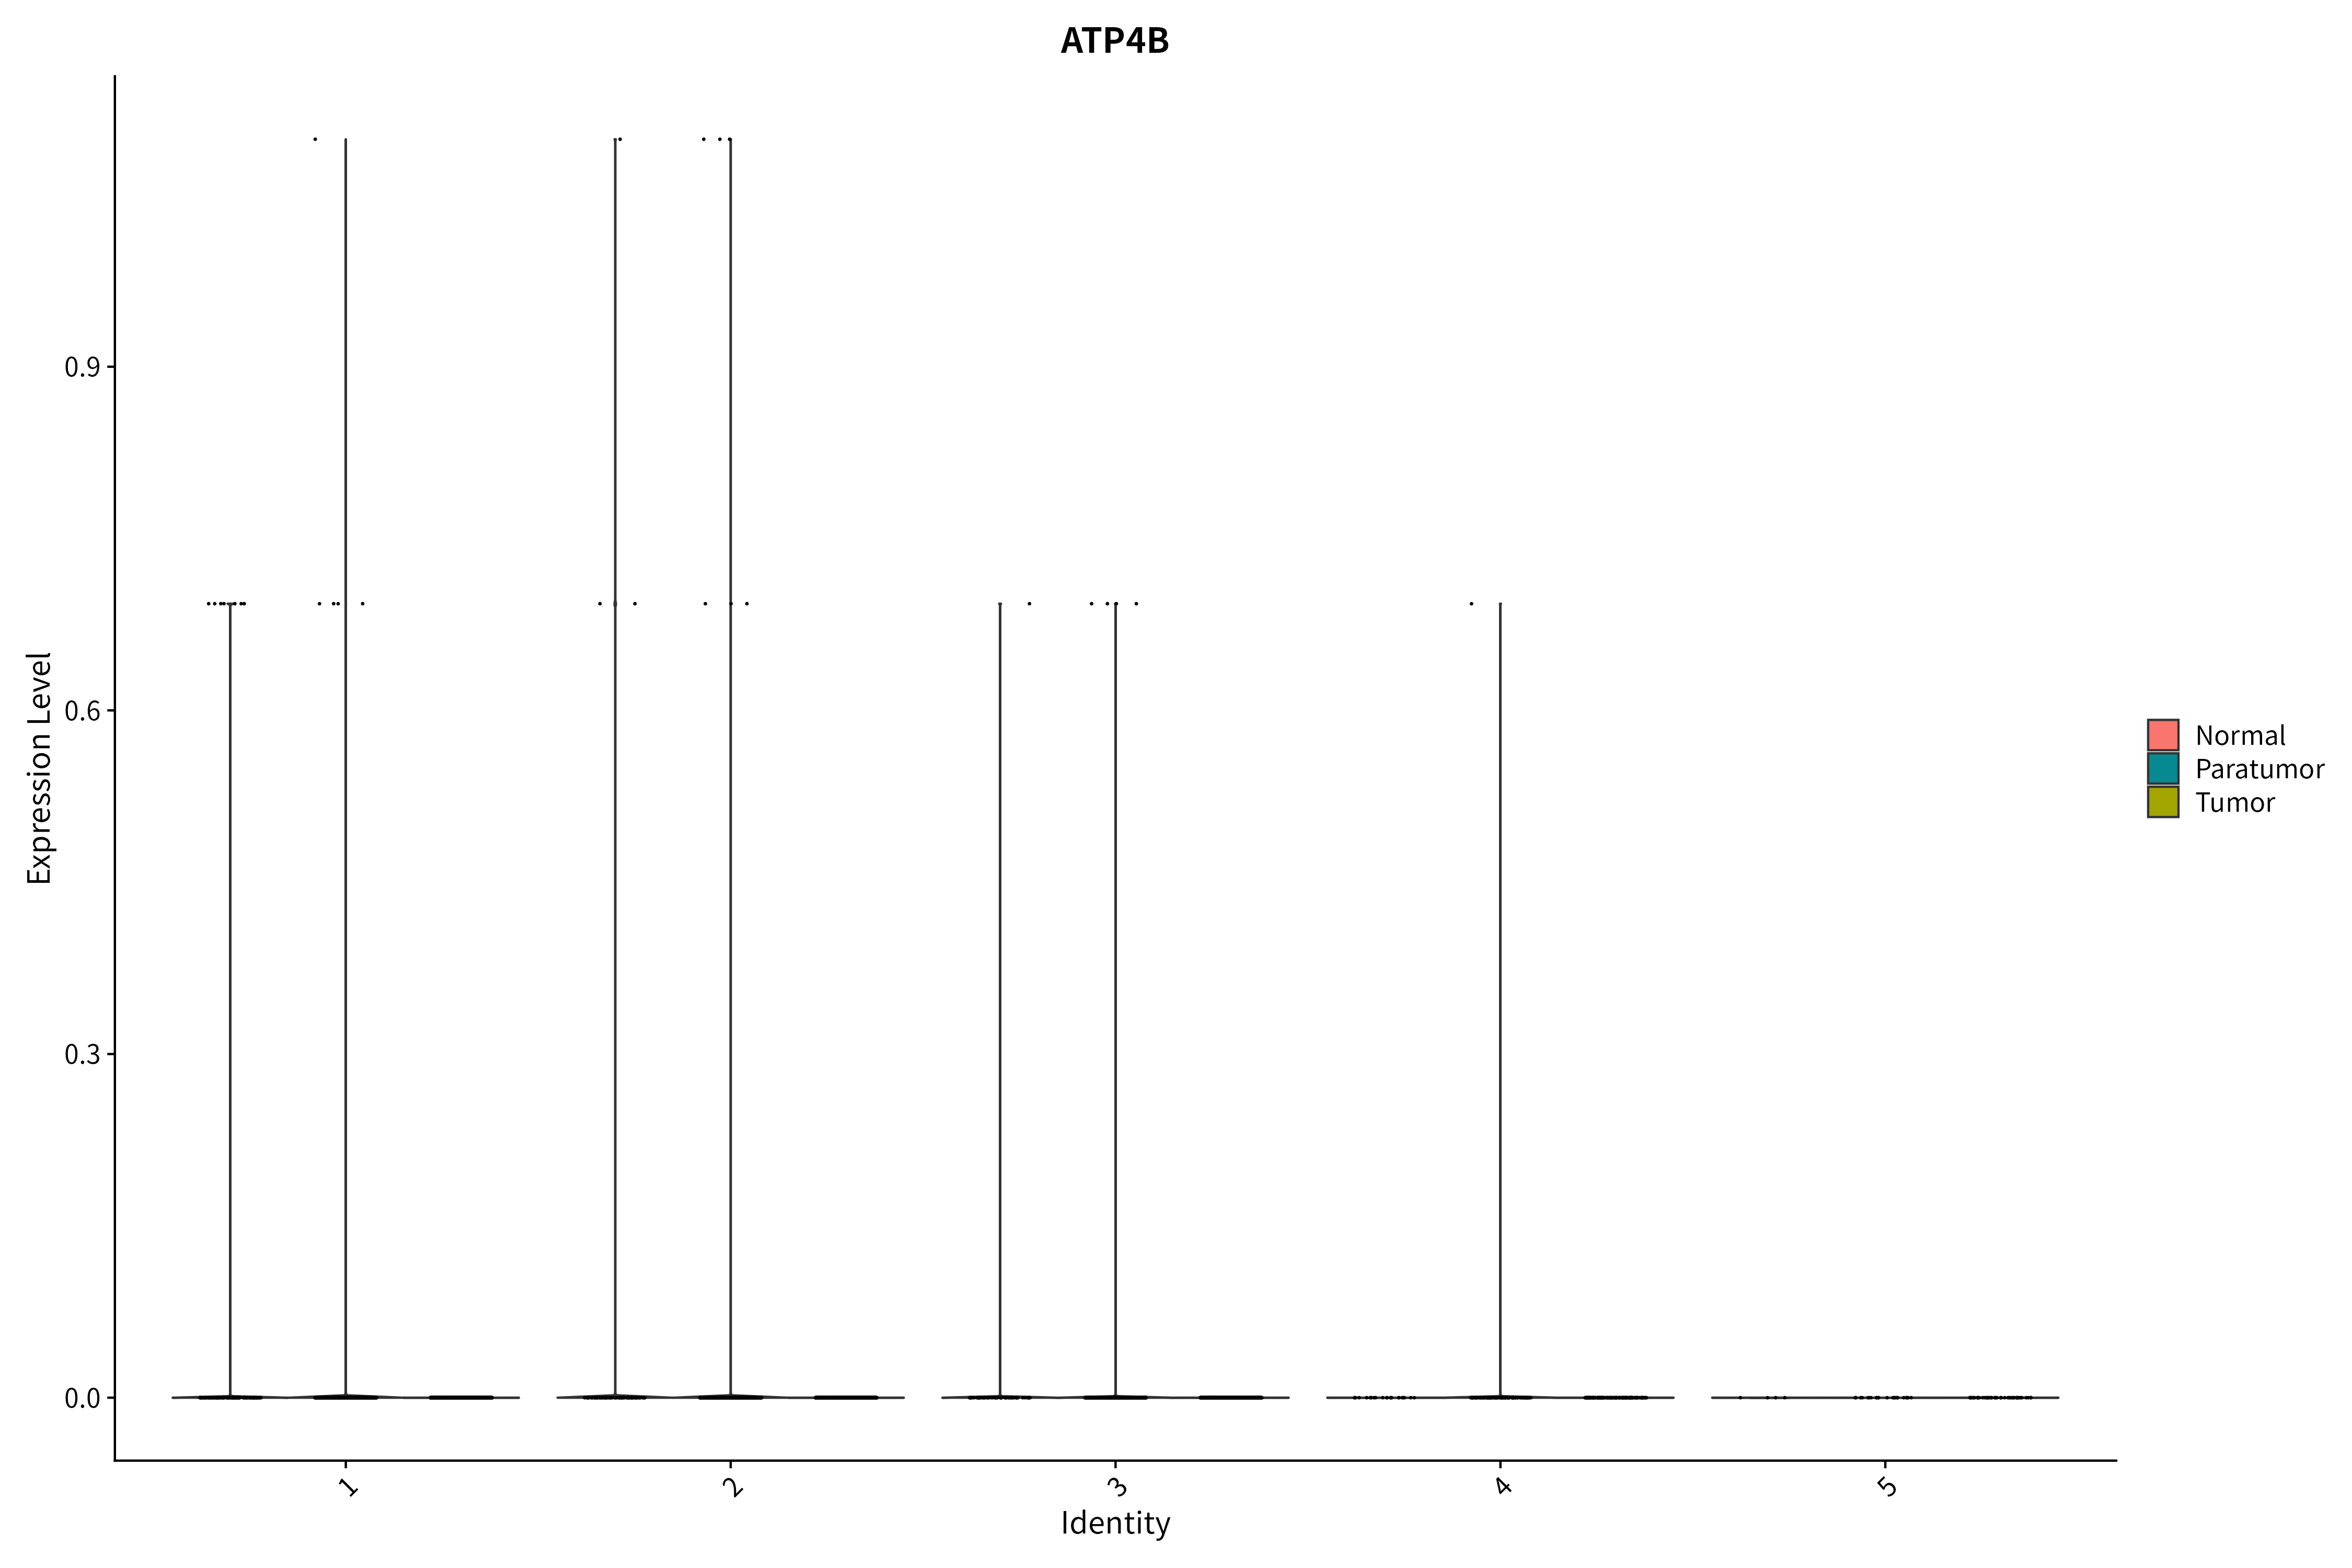 ATP4B
Expression Level
0.9
0.6
0.3
0.0
1
2
3
4
5
Identity
Normal
Paratumor
Tumor